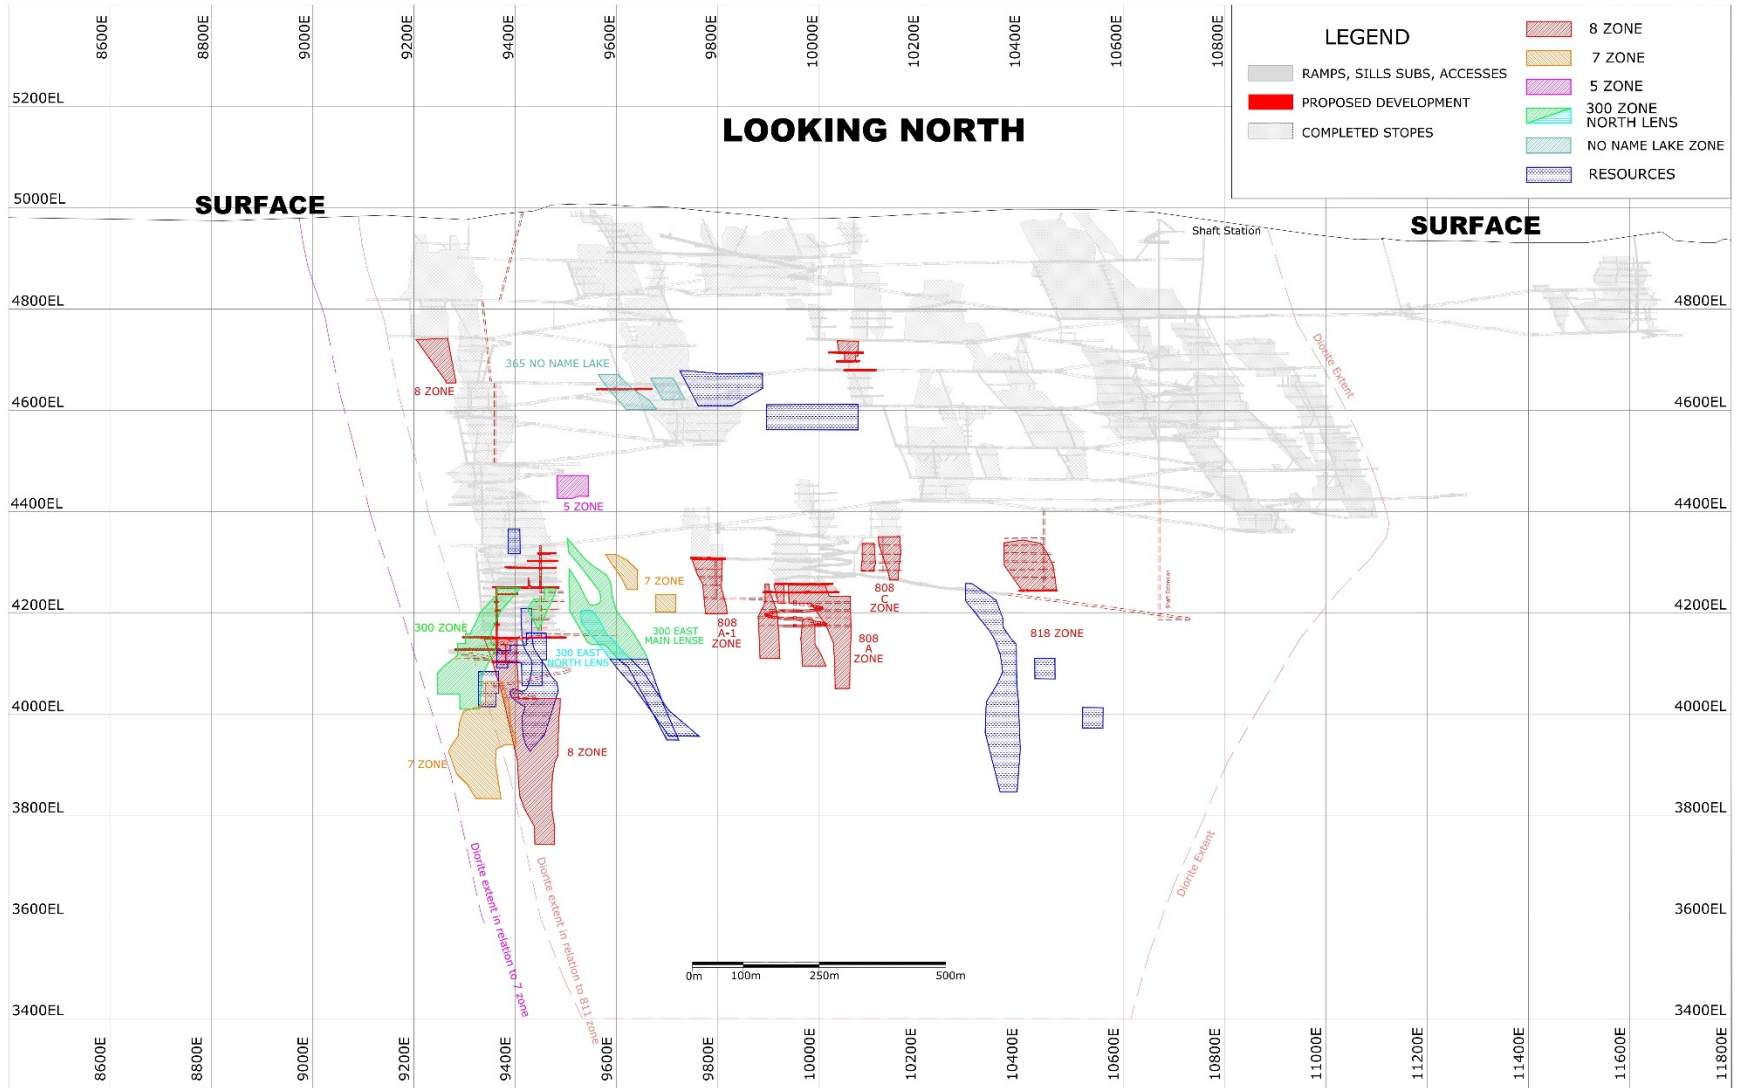 8600E
8800E
9000E
9200E
9400E
9600E
9800E
10000E
10200E
10400E
10600E
10800E
LEGEND
RAMPS, SILLS SUBS, ACCESSES
PROPOSED DEVELOPMENT
COMPLETED STOPES
8 ZONE
7 ZONE
5 ZONE
300 ZONE
NORTH LENS
NO NAME LAKE ZONE
RESOURCES
5200EL
LOOKING NORTH
5000EL
SURFACE
SURFACE
Shaft Station
4800EL
4800EL
Diorite Extent
365 NO NAME LAKE
8 ZONE
4600EL
4600EL
4400EL
5 ZONE
4400EL
Shaft Extension
7 ZONE
808
C
ZONE
4200EL
4200EL
300 ZONE
300 EAST
MAIN LENSE
808
A-1
ZONE
808
A
ZONE
818 ZONE
300 EAST
NORTH LENS
4000EL
4000EL
7 ZONE
8 ZONE
3800EL
3800EL
Diorite extent in relation to 7 zone
Diorite extent in relation to 811 zone
Diorite Extent
3600EL
3600EL
0m
100m
250m
500m
3400EL
3400EL
8600E
8800E
9000E
9200E
9400E
9600E
9800E
10000E
10200E
10400E
10600E
10800E
11000E
11200E
11400E
11600E
11800E